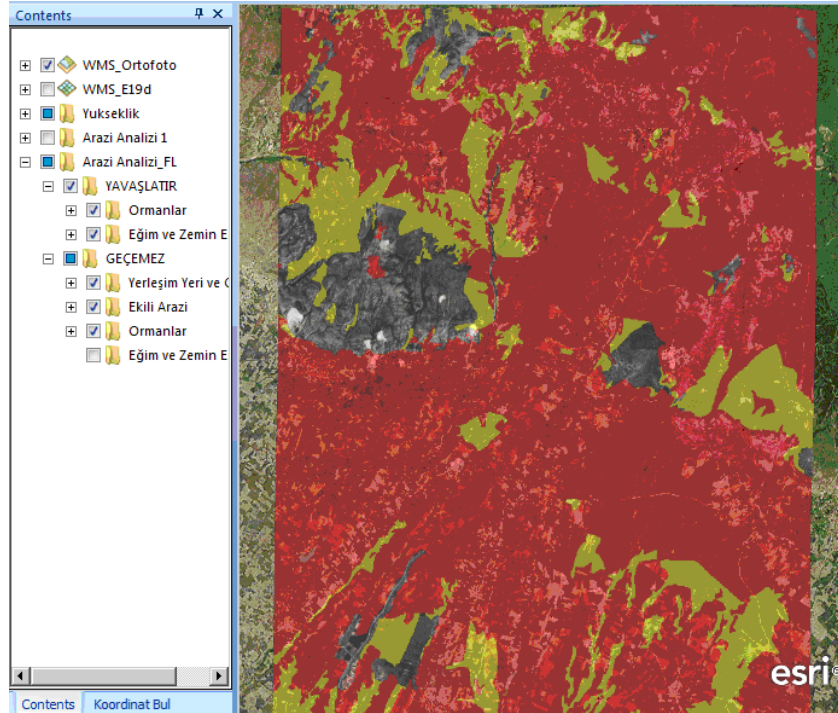 Contents
WMS_Ortofoto
WMS_E19d
Yukseklik
Arazi Analizi 1
Arazi Analizi_FL
YAVAŞLATIR
Ormanlar
Eğim ve Zemin E
GEÇEMEZ
Yerleşim Yeri ve
Ekili Arazi
Ormanlar
Eğim ve Zemin E
Contents
Koordinat Bul
esri